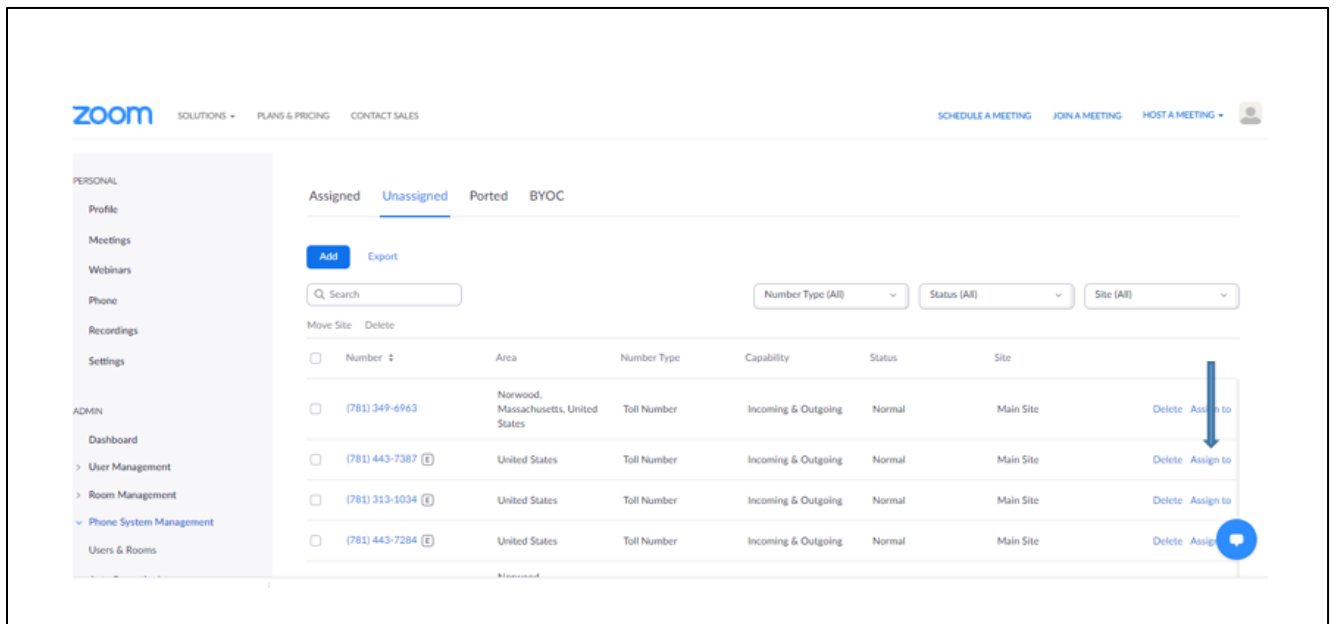 zoom SOLUTIONS PLANS & PRICING CONTACT SALES SCHEDULE A MEETING JOIN A MEETING HOST A MEETING
PERSONAL
Profile
Meetings
Webinars
Phone
Recordings
Settings
ADMIN
Dashboard
User Management
Room Management
Phone System Management
Users & Rooms
Assigned Unassigned Ported BYOC
Add Export
Search Number Type (All) Status (All) Site (All)
Move Site Delete
Number Area Number Type Capability Status Site
Norwood,
(781) 349-6963 Massachusetts, United Toll Number Incoming & Outgoing Normal Main Site Delete Assign to
States
(781) 443-7387 E United States Toll Number Incoming & Outgoing Normal Main Site Delete Assign to
(781) 313-1034 E United States Toll Number Incoming & Outgoing Normal Main Site Delete Assign to
(781) 443-7284 E United States Toll Number Incoming & Outgoing Normal Main Site Delete
Norwood